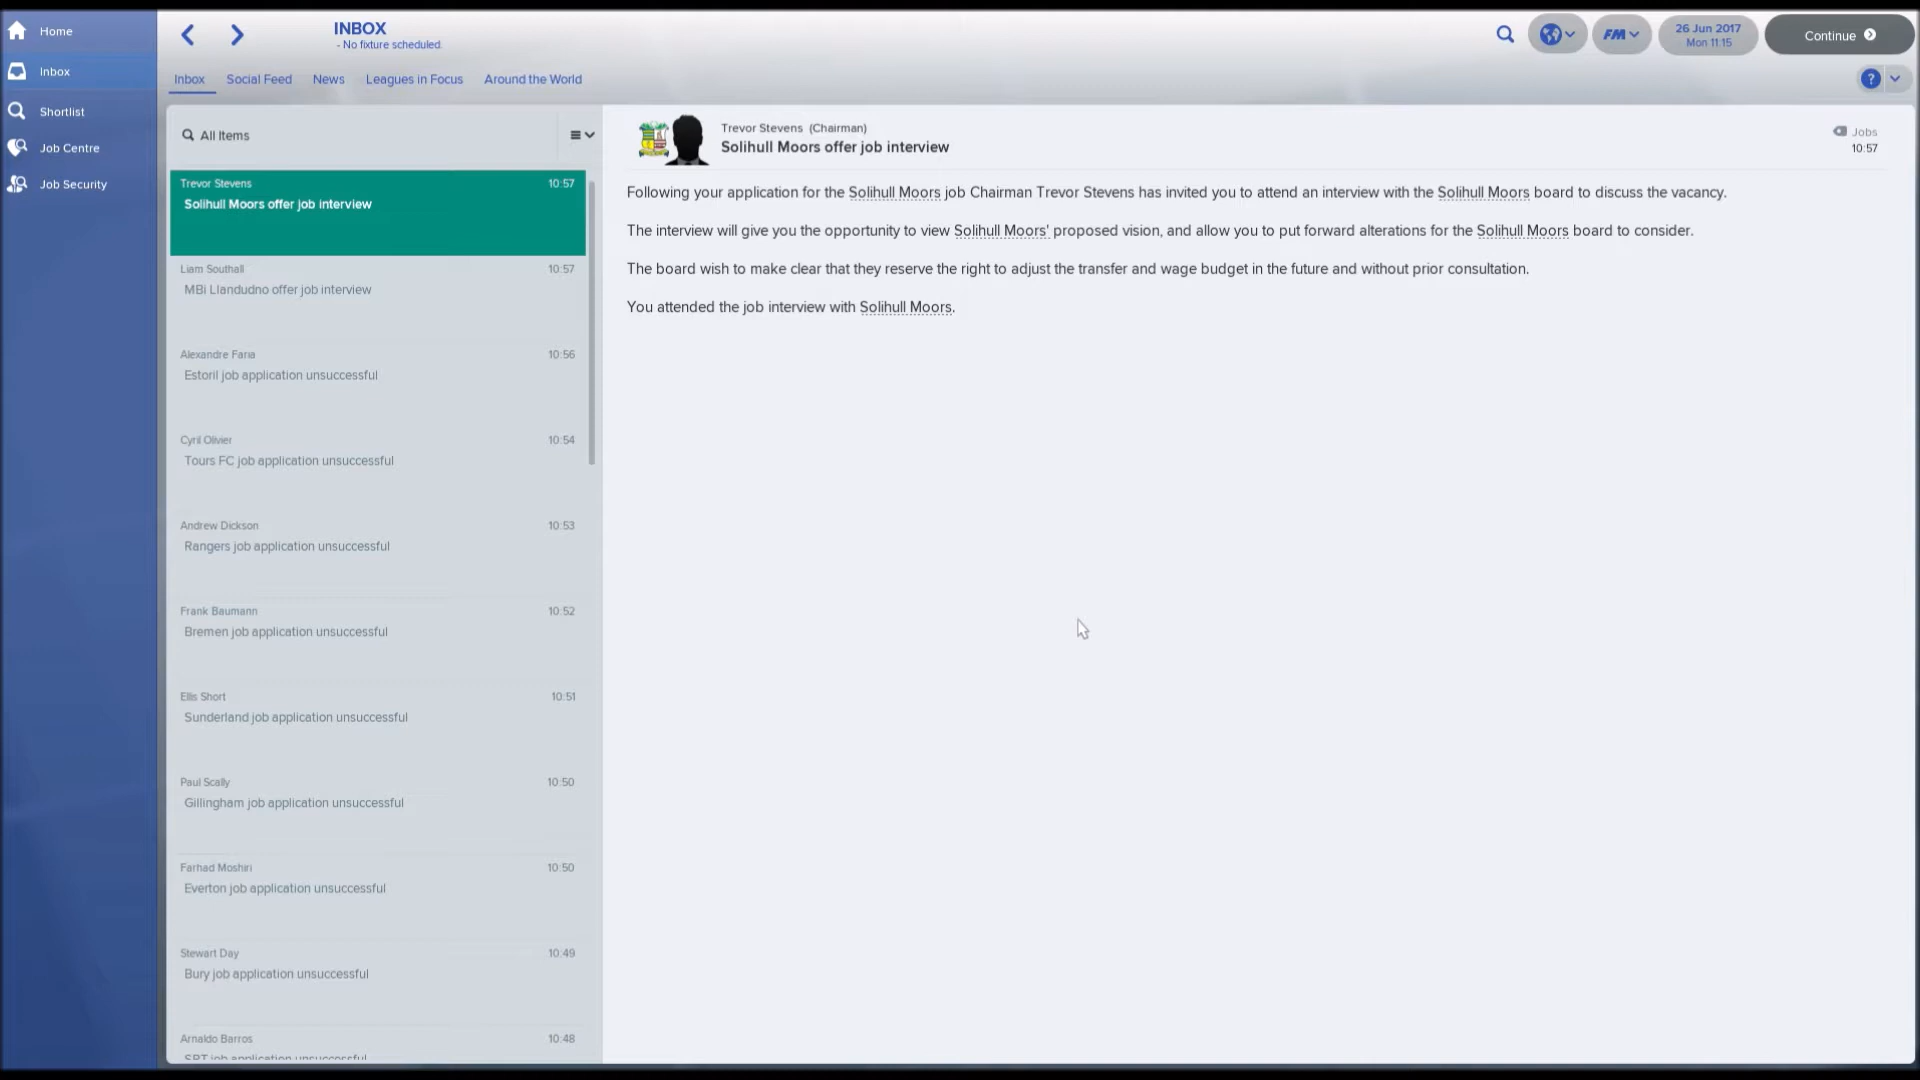 Home
Inbox
Shortlist
Job Centre
Job Security
INBOX
- No fixture scheduled.
FM
26 Jun 2017
Mon 11:15
Continue
Inbox Social Feed News Leagues in Focus Around the World
?
All Items
Trevor Stevens 10:57
Solihull Moors offer job interview
Liam Southall 10:57
MBi Llandudno offer job interview
Alexandre Faria 10:56
Estoril job application unsuccessful
Cyril Olivier 10:54
Tours FC job application unsuccessful
Andrew Dickson 10:53
Rangers job application unsuccessful
Frank Baumann 10:52
Bremen job application unsuccessful
Ellis Short 10:51
Sunderland job application unsuccessful
Paul Scally 10:50
Gillingham job application unsuccessful
Farhad Moshiri 10:50
Everton job application unsuccessful
Stewart Day 10:49
Bury job application unsuccessful
Arnaldo Barros 10:48
SPT job application unsuccessful
Trevor Stevens (Chairman)
Solihull Moors offer job interview
Jobs
10:57
Following your application for the Solihull Moors job Chairman Trevor Stevens has invited you to attend an interview with the Solihull Moors board to discuss the vacancy.
The interview will give you the opportunity to view Solihull Moors' proposed vision, and allow you to put forward alterations for the Solihull Moors board to consider.
The board wish to make clear that they reserve the right to adjust the transfer and wage budget in the future and without prior consultation.
You attended the job interview with Solihull Moors.